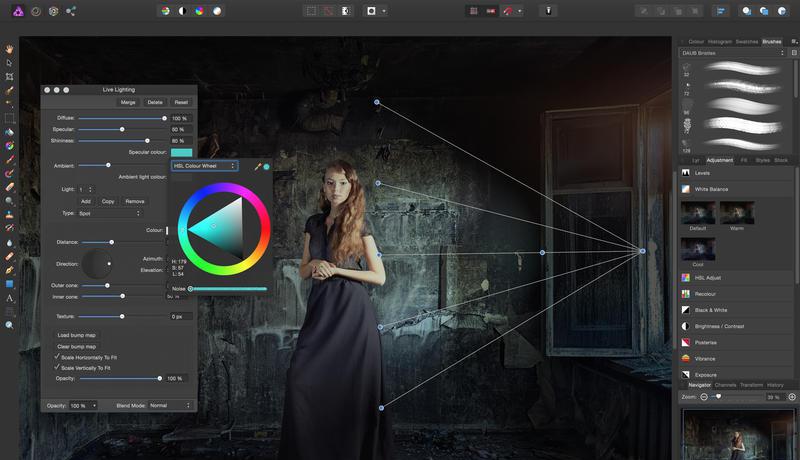 Live Lighting
Merge Delete Reset
Diffuse: 100 %
Specular: 50 %
Shininess: 80 %
Specular colour:
Ambient:
Ambient light colour:
Light: 1
Add Copy Remove
Type: Spot
Colour:
Distance:
Direction:
Azimuth:
Elevation:
Outer cone:
Inner cone: 50 %
Texture: 0 px
Load bump map
Clear bump map
Scale Horizontally To Fit
Scale Vertically To Fit
Opacity: 100 %
Opacity: 100 % Blend Mode: Normal
HSL Colour Wheel
H: 179
S: 57
L: 54
Noise
Colour Histogram Swatches Brushes
DAUB Bristles
32
72
96
112
128
Lyr Adjustment FX Styles Stock
Levels
White Balance
Default
Warm
Cool
HSL Adjust
Recolour
Black & White
Brightness / Contrast
Posterise
Vibrance
Exposure
Navigator Channels Transform History
Zoom: 39 %